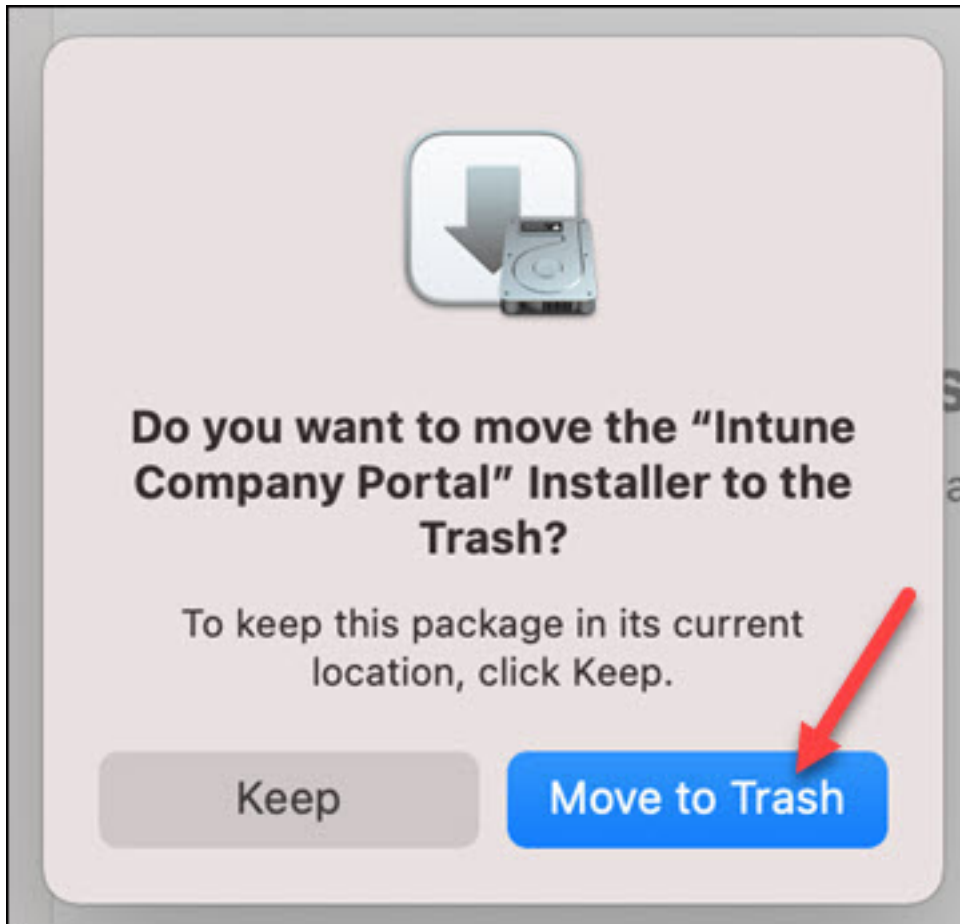 Do you want to move the “Intune
Company Portal” Installer to the
Trash?
To keep this package in its current
location, click Keep.
Keep
Move to Trash